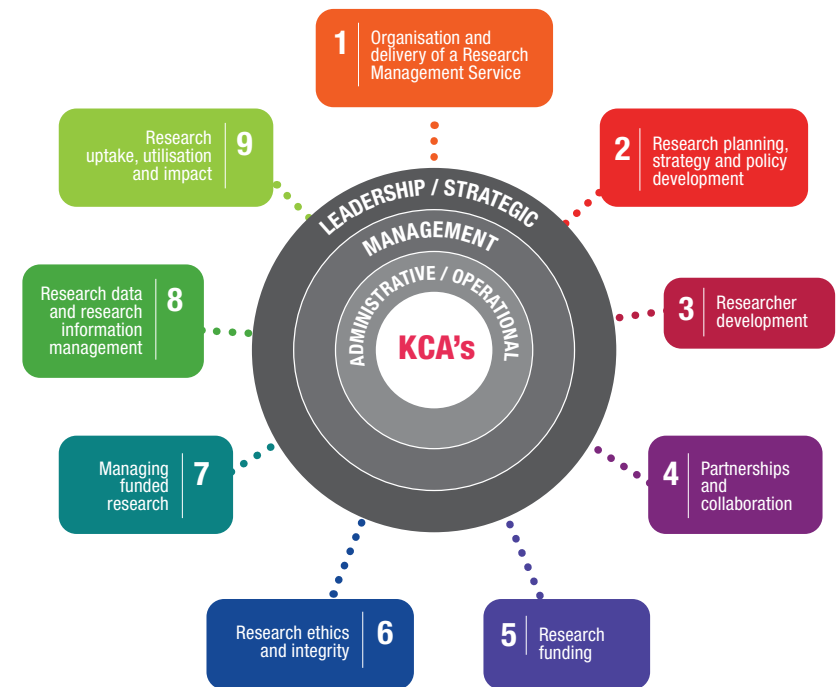 1
Organisation and
delivery of a Research
Management Service
2
Research planning,
strategy and policy
development
3
Researcher
development
4
Partnerships
and
collaboration
5
Research
funding
6
Research ethics
and integrity
7
Managing
funded
research
8
Research data
and research
information
management
9
Research
uptake, utilisation
and impact
LEADERSHIP / STRATEGIC
MANAGEMENT
ADMINISTRATIVE / OPERATIONAL
KCA's